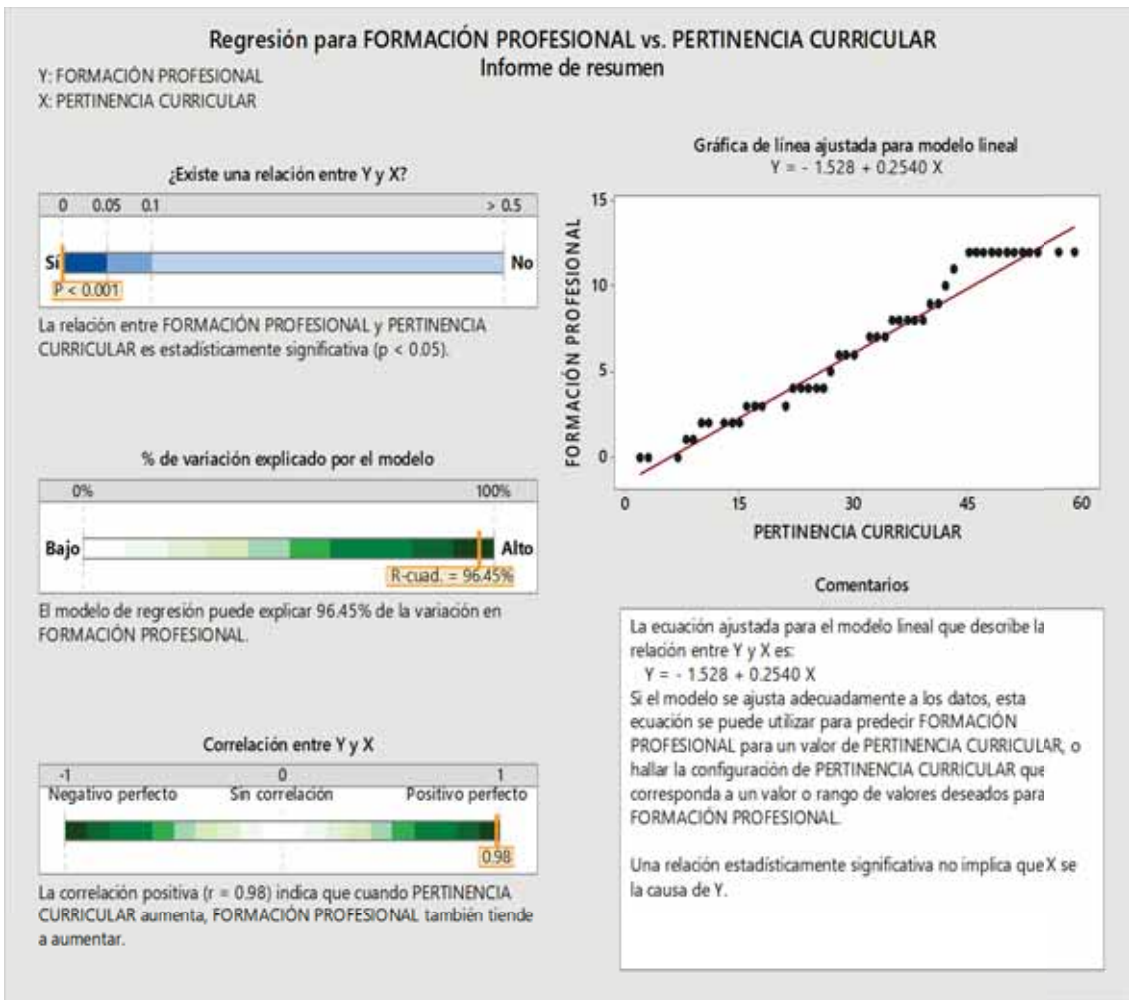 Regresión para FORMACIÓN PROFESIONAL vs. PERTINENCIA CURRICULAR
Informe de resumen
Y: FORMACIÓN PROFESIONAL
X: PERTINENCIA CURRICULAR
¿Existe una relación entre Y y X?
0 0.05 0.1 > 0.5
Sí No
P < 0.001
La relación entre FORMACIÓN PROFESIONAL y PERTINENCIA
CURRICULAR es estadísticamente significativa (p < 0.05).
% de variación explicado por el modelo
0% 100%
Bajo Alto
R-cuad. = 96.45%
El modelo de regresión puede explicar 96.45% de la variación en
FORMACIÓN PROFESIONAL.
Correlación entre Y y X
-1 0 1
Negativo perfecto Sin correlación Positivo perfecto
0.98
La correlación positiva (r = 0.98) indica que cuando PERTINENCIA
CURRICULAR aumenta, FORMACIÓN PROFESIONAL también tiende
a aumentar.
Gráfica de línea ajustada para modelo lineal
Y = - 1.528 + 0.2540 X
15
10
5
0
FORMACIÓN PROFESIONAL
0 15 30 45 60
PERTINENCIA CURRICULAR
Comentarios
La ecuación ajustada para el modelo lineal que describe la
relación entre Y y X es:
Y = - 1.528 + 0.2540 X
Si el modelo se ajusta adecuadamente a los datos, esta
ecuación se puede utilizar para predecir FORMACIÓN
PROFESIONAL para un valor de PERTINENCIA CURRICULAR, o
hallar la configuración de PERTINENCIA CURRICULAR que
corresponda a un valor o rango de valores deseados para
FORMACIÓN PROFESIONAL.
Una relación estadísticamente significativa no implica que X se
la causa de Y.